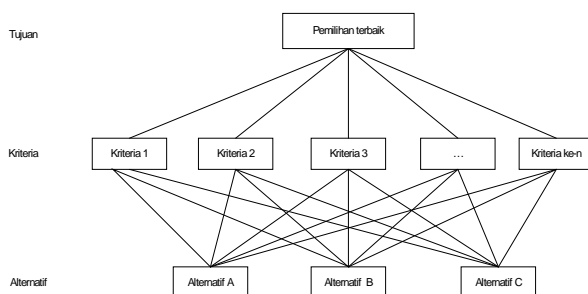 Tujuan
Pemilihan terbaik
Kriteria
Kriteria 1
Kriteria 2
Kriteria 3
...
Kriteria ke-n
Alternatif
Alternatif A
Alternatif B
Alternatif C